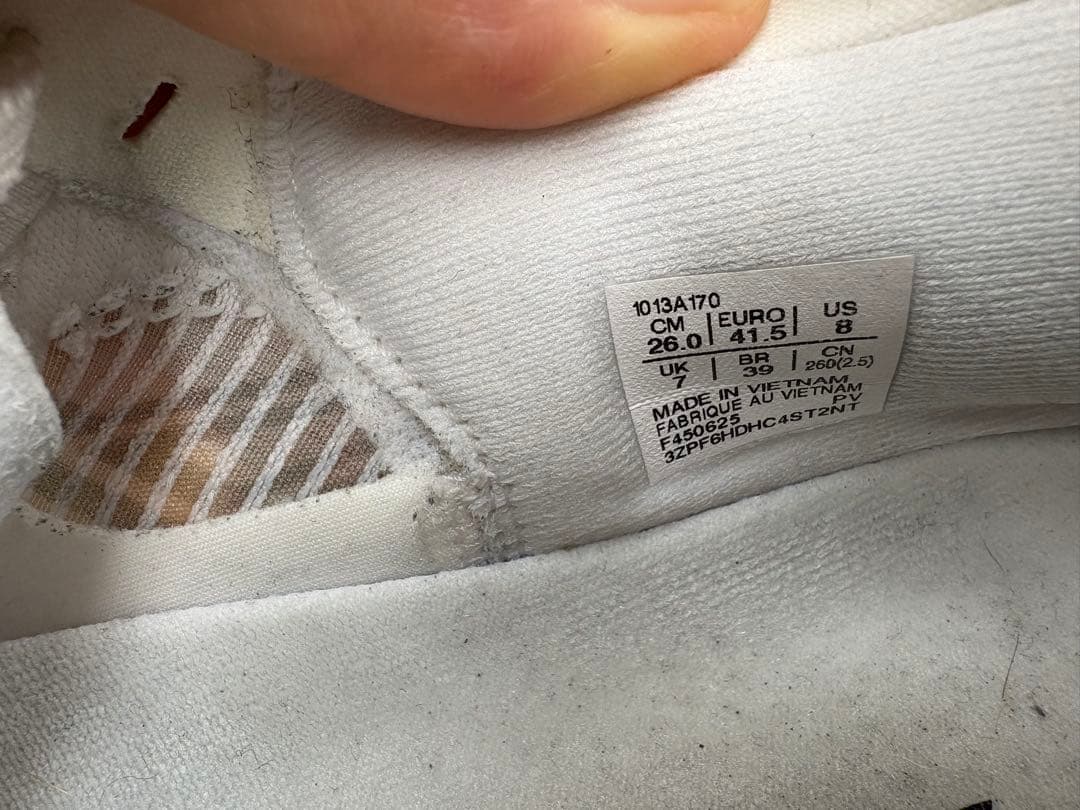 1013A170
CM | EURO | US
26.0 | 41.5 | 8
UK | BR | CN
7 | 39 | 260(2.5)
MADE IN VIETNAM
FABRIQUE AU VIETNAM
F450625 PV
3ZPF6HDHC4ST2NT